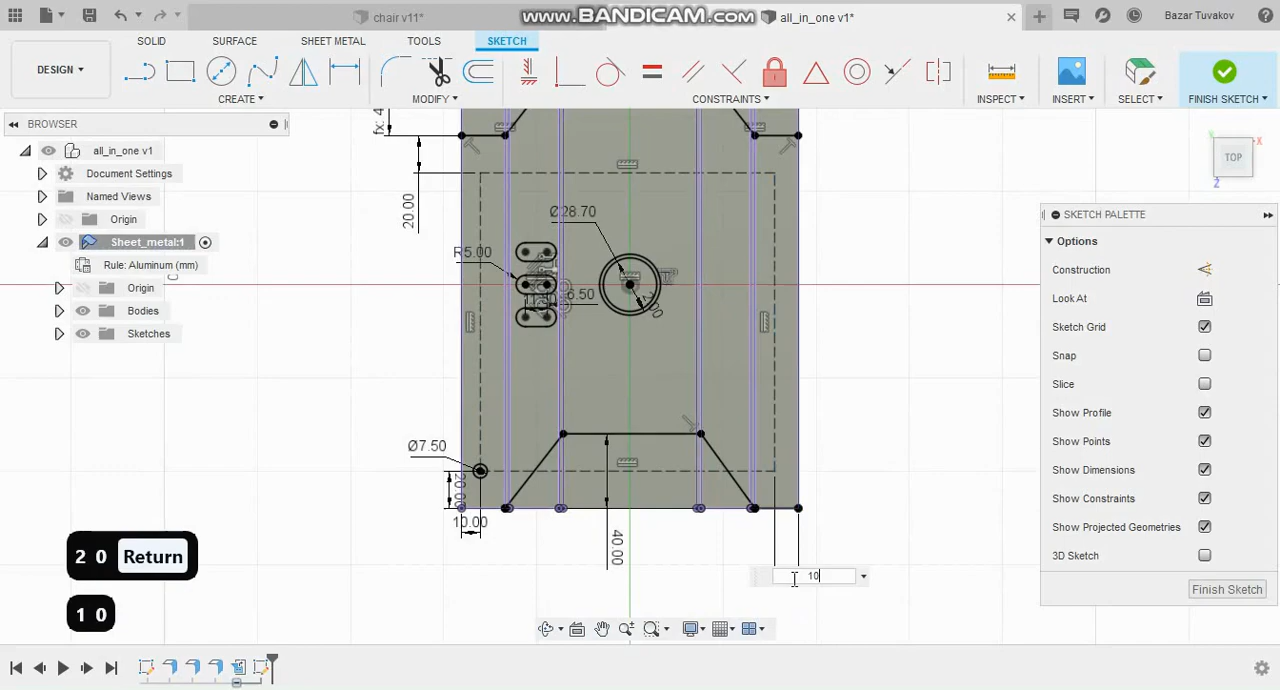 chair v11*
www.BANDICAM.com
all_in_one v1*
Bazar Tuvakov
DESIGN
SOLID
SURFACE
SHEET METAL
TOOLS
SKETCH
CREATE
MODIFY
CONSTRAINTS
INSPECT
INSERT
SELECT
FINISH SKETCH
BROWSER
all_in_one v1
Document Settings
Named Views
Origin
Sheet_metal:1
Rule: Aluminum (mm)
Origin
Bodies
Sketches
fx: 4
20.00
Ø28.70
R5.00
6.50
Ø7.50
20.00
10.00
40.00
10
TOP
X
Z
SKETCH PALETTE
Options
Construction
Look At
Sketch Grid
Snap
Slice
Show Profile
Show Points
Show Dimensions
Show Constraints
Show Projected Geometries
3D Sketch
Finish Sketch
2 0 Return
1 0